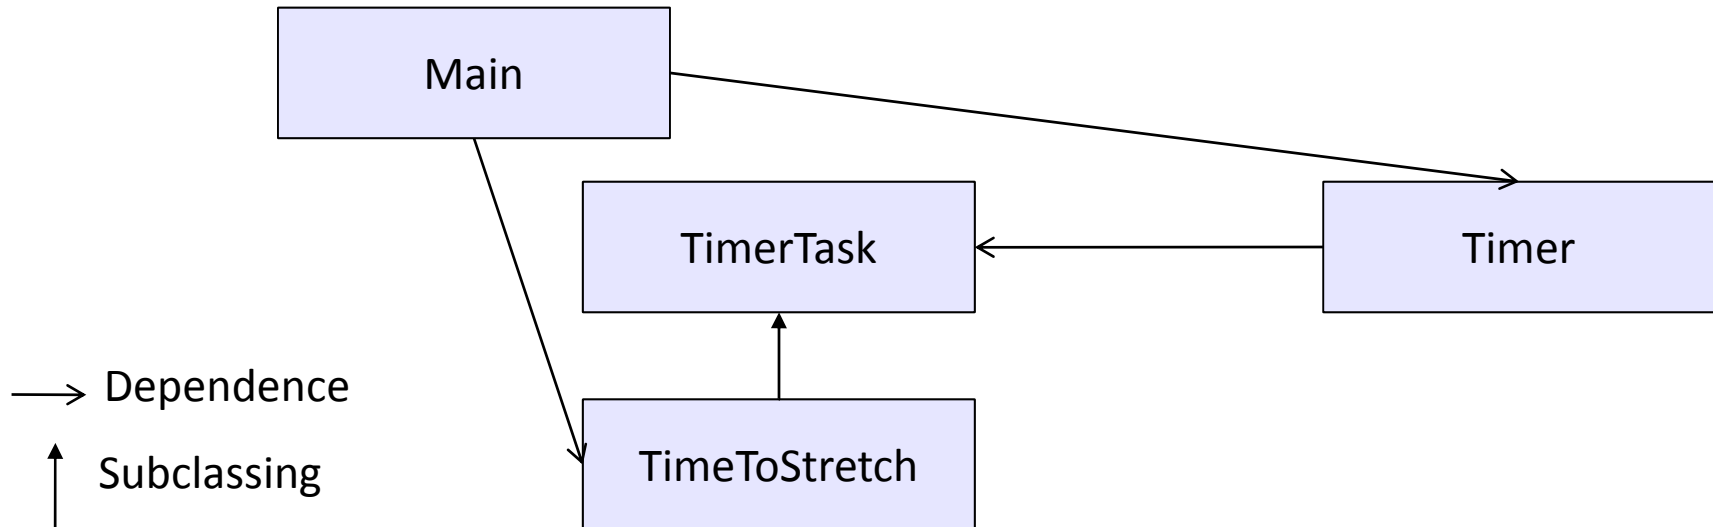 Main
TimerTask
Timer
Dependence
TimeToStretch
Subclassing